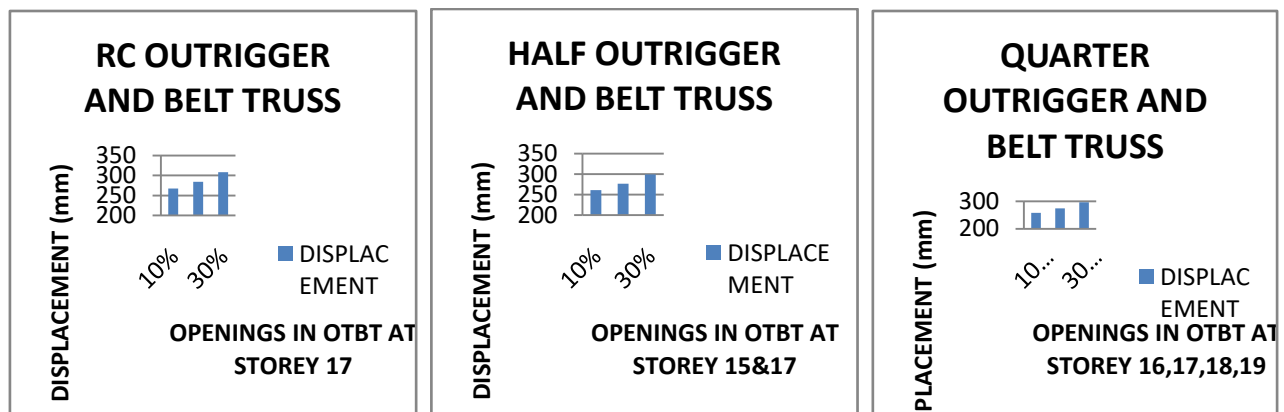 RC OUTRIGGER
AND BELT TRUSS
DISPLACEMENT (mm)
350
300
250
200
10%
30%
DISPLAC
EMENT
OPENINGS IN OTBT AT
STOREY 17
HALF OUTRIGGER
AND BELT TRUSS
DISPLACEMENT (mm)
350
300
250
200
10%
30%
DISPLACE
MENT
OPENINGS IN OTBT AT
STOREY 15&17
QUARTER
OUTRIGGER AND
BELT TRUSS
PLACEMENT (mm)
300
200
10...
30...
DISPLAC
EMENT
OPENINGS IN OTBT AT
STOREY 16,17,18,19